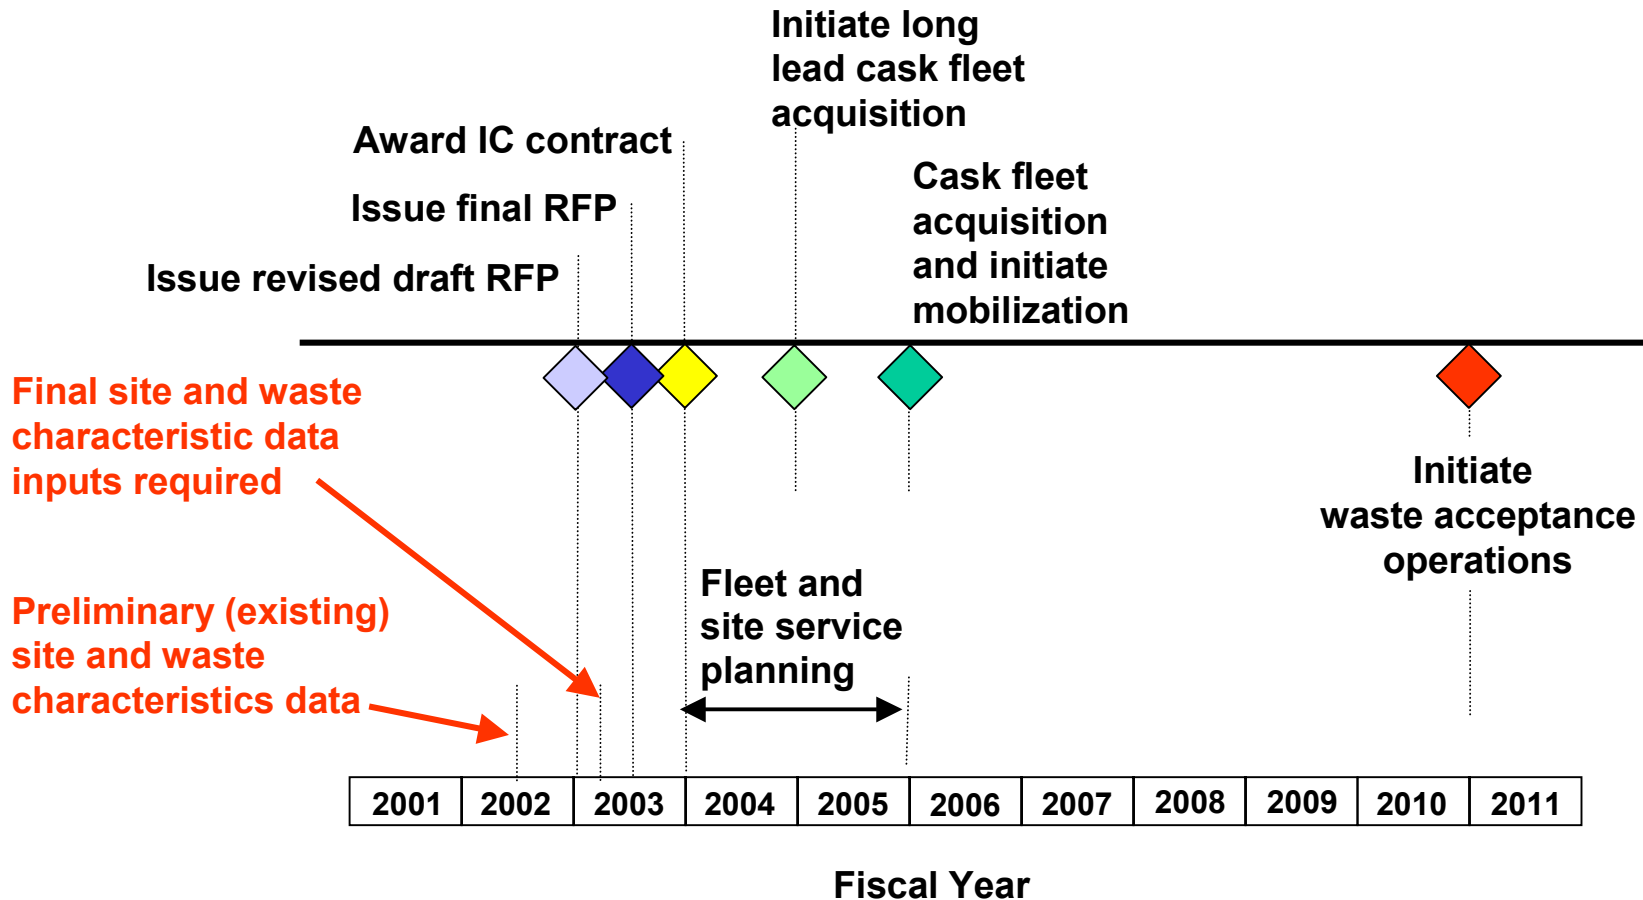 Initiate long
lead cask fleet
acquisition
Award IC contract
Issue final RFP
Issue revised draft RFP
Cask fleet
acquisition
and initiate
mobilization
Final site and waste
characteristic data
inputs required
Initiate
waste acceptance
operations
Preliminary (existing)
site and waste
characteristics data
Fleet and
site service
planning
2001 2002 2003 2004 2005 2006 2007 2008 2009 2010 2011
Fiscal Year